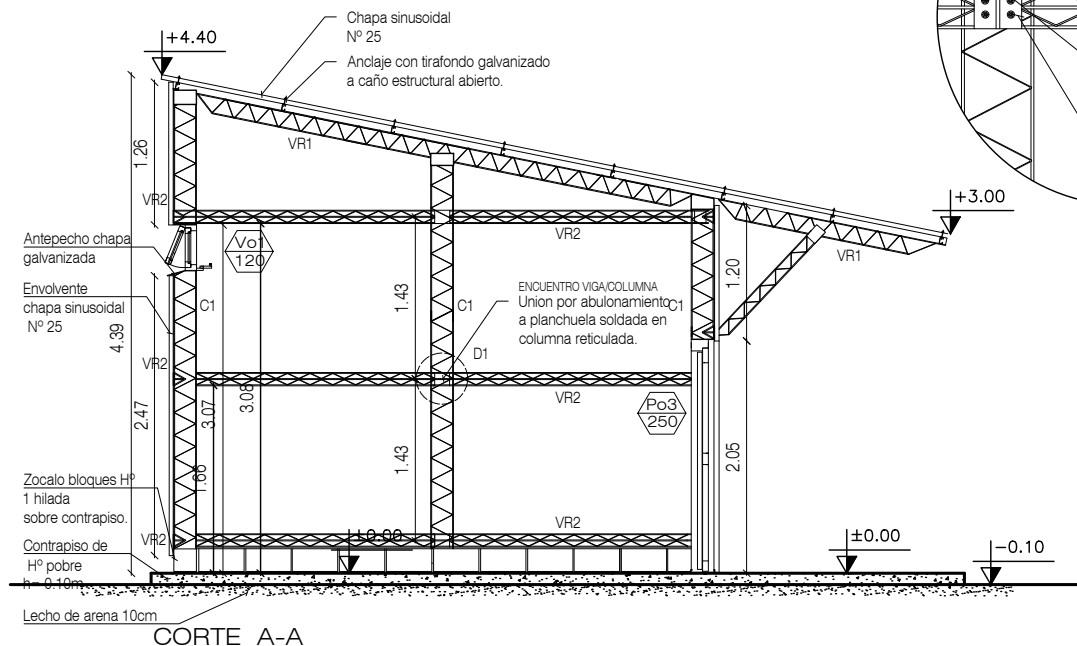 Chapa sinusoidal
Nº 25
+4.40
Anclaje con tirafondo galvanizado
a caño estructural abierto.
VR1
1.26
VR2
+3.00
VR2
VR1
Antepecho chapa
galvanizada
Vo1
120
1.20
Envolvente
chapa sinusoidal
Nº 25
C1
1.43
C1
ENCUENTRO VIGA/COLUMNA
Union por abulonamiento
a planchuela soldada en
columna reticulada.
C1
4.39
VR2
D1
VR2
2.47
3.07
3.08
Po3
250
1.66
1.43
2.05
Zocalo bloques Hº
1 hilada
sobre contrapiso.
VR2
VR2
±0.00
±0.00
-0.10
Contrapiso de
Hº pobre
h= 0.10m
Lecho de arena 10cm
CORTE A-A